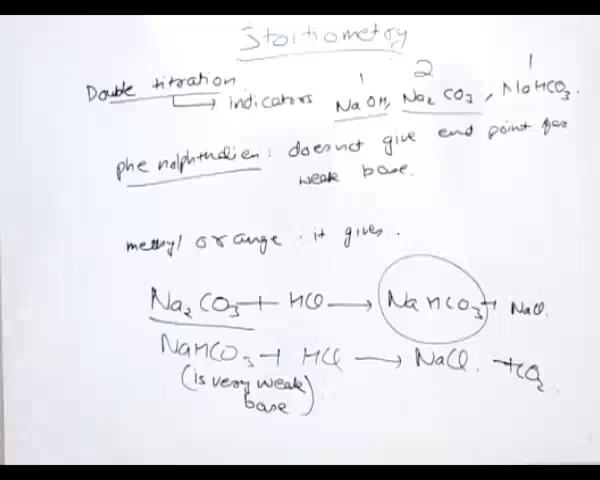 Stoitiometry
1 2 1
Double titration
→ indicators NaOH, Na2CO3, NaHCO3.
phenolphthalien : doesnot give end point for
weak base.
methyl orange : it gives.
Na2CO3 + HCl → NaHCO3 + NaCl.
NaHCO3 + HCl → NaCl. + CO2
(is very weak
base)